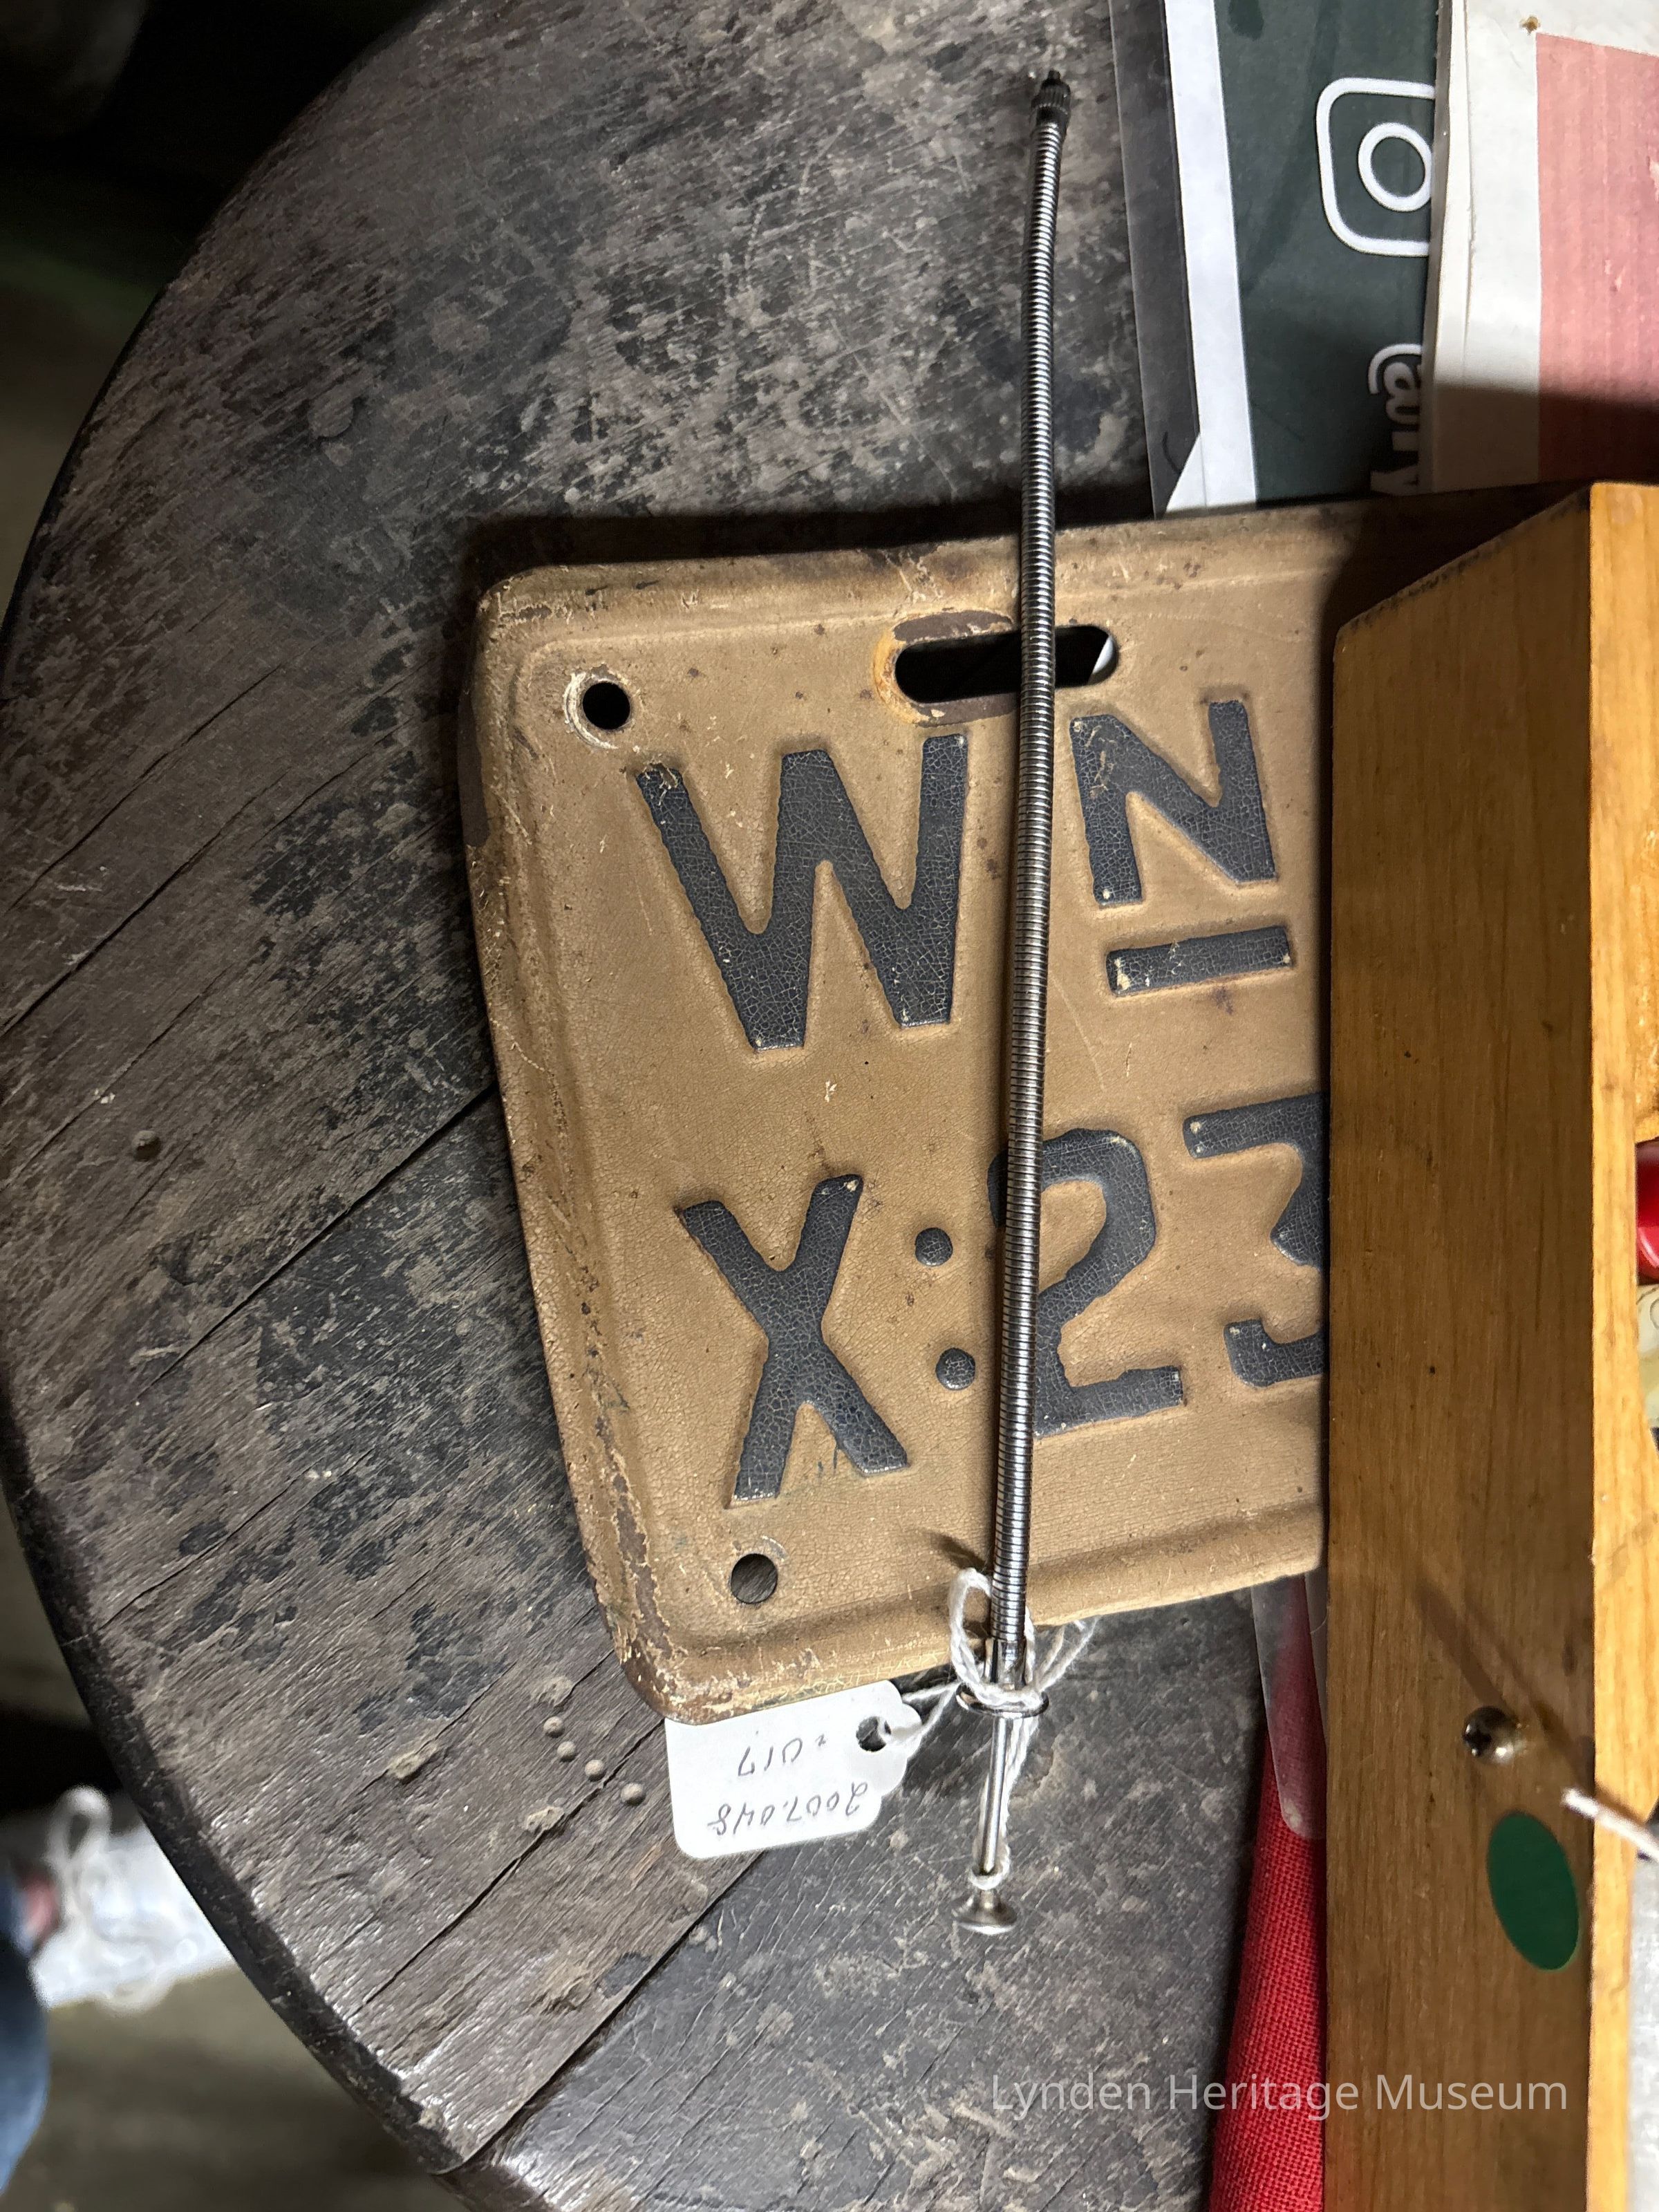 WN
X:23
2007.048
.017
Lynden Heritage Museum